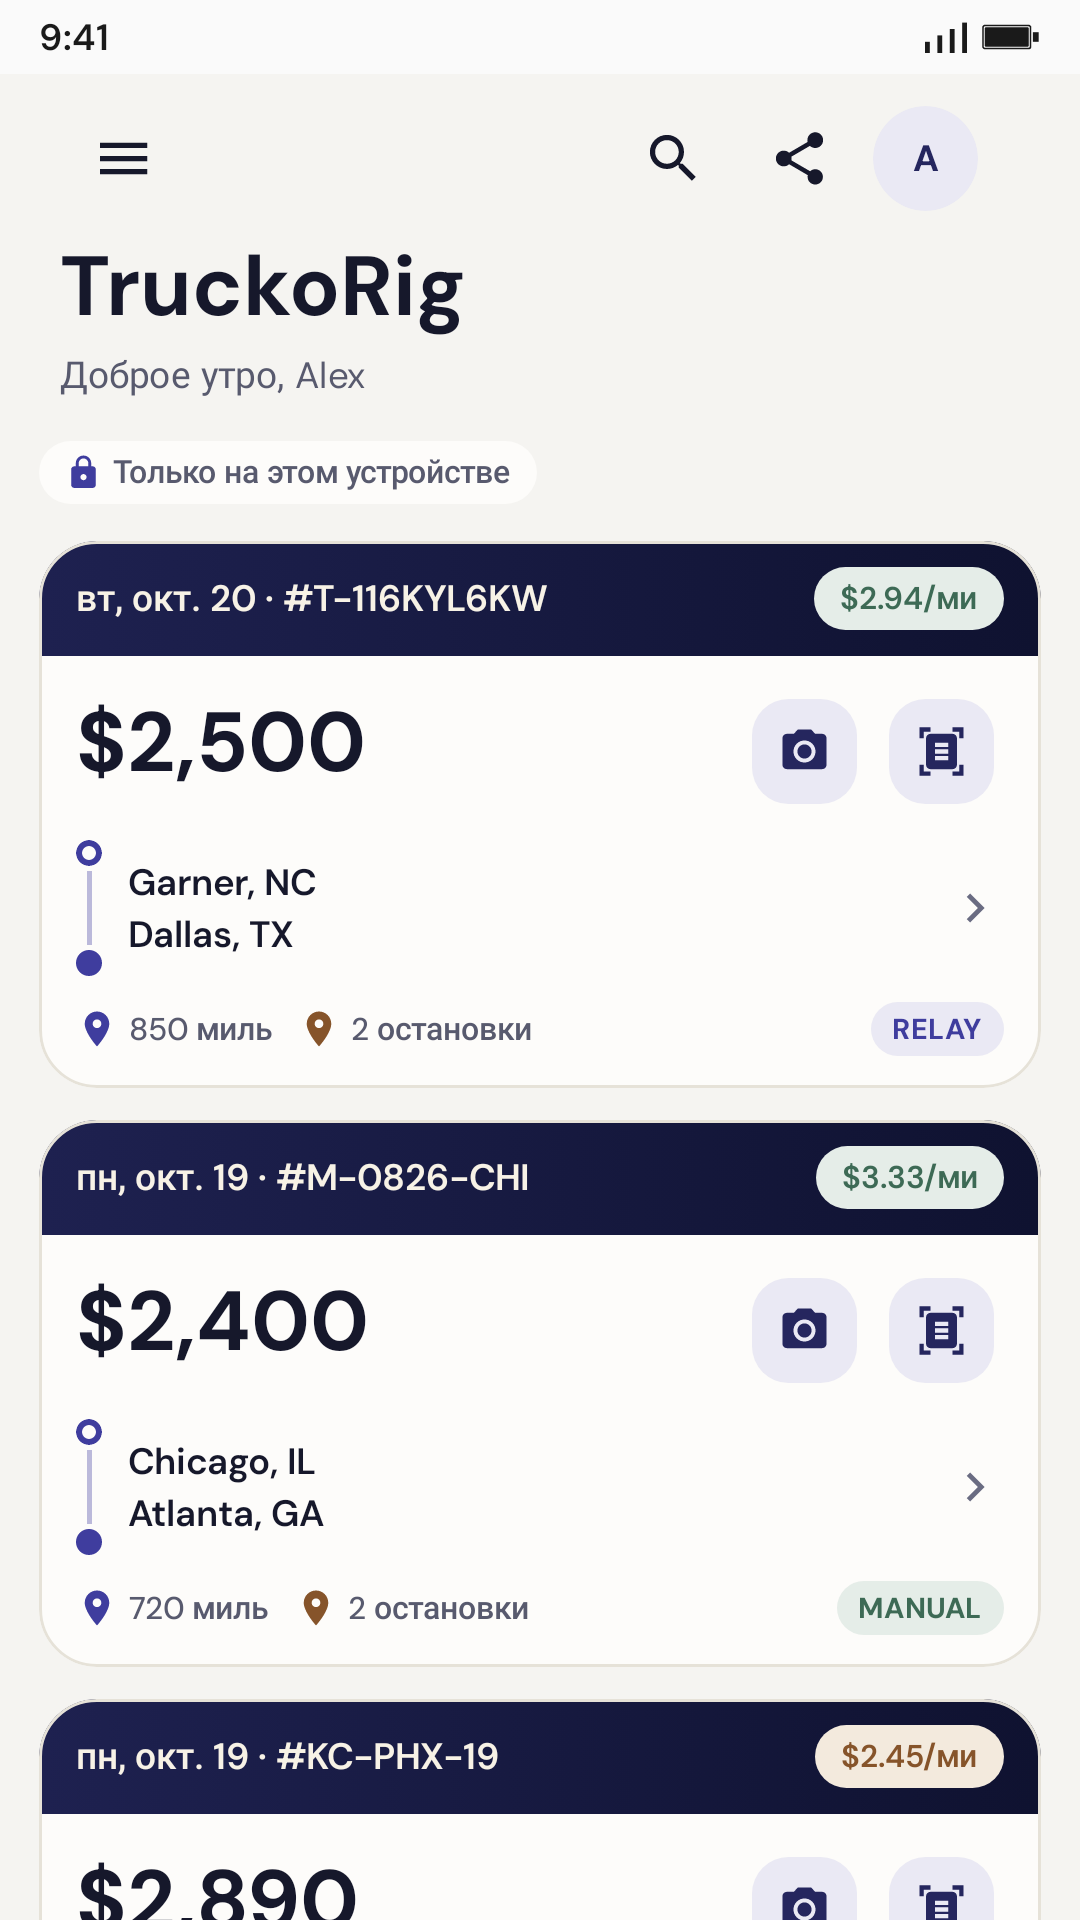 9:41
A
TruckoRig
Доброе утро, Alex
Только на этом устройстве
вт, окт. 20 · #T-116KYL6KW
$2.94/ми
$2,500
Garner, NC
Dallas, TX
850 миль
2 остановки
RELAY
пн, окт. 19 · #M-0826-CHI
$3.33/ми
$2,400
Chicago, IL
Atlanta, GA
720 миль
2 остановки
MANUAL
пн, окт. 19 · #KC-PHX-19
$2.45/ми
$2,890